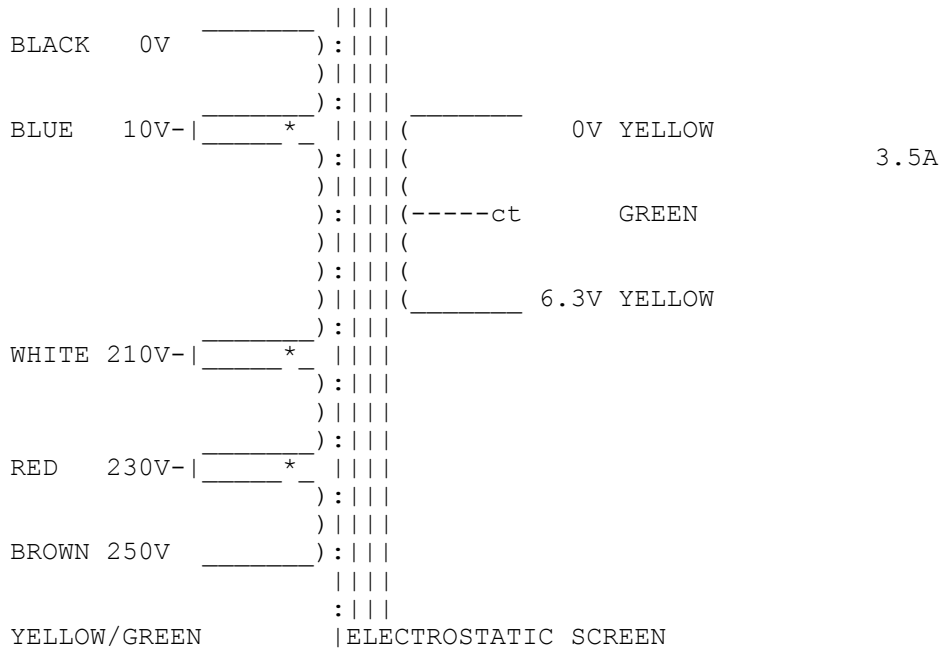 BLACK 0V
BLUE 10V-| * 0V YELLOW
3.5A
-----ct GREEN
6.3V YELLOW
WHITE 210V-| *
RED 230V-| *
BROWN 250V
YELLOW/GREEN |ELECTROSTATIC SCREEN